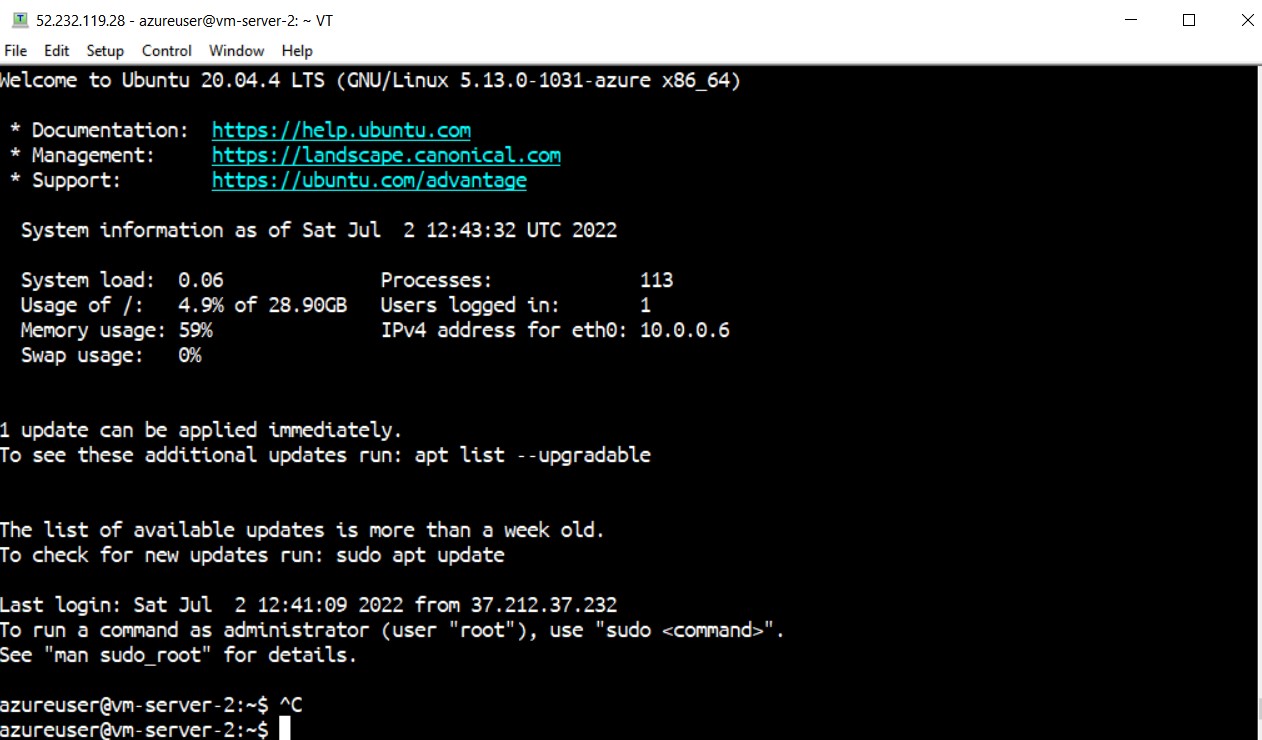 52.232.119.28 - azureuser@vm-server-2: ~ VT
File Edit Setup Control Window Help
Welcome to Ubuntu 20.04.4 LTS (GNU/Linux 5.13.0-1031-azure x86_64)
* Documentation: https://help.ubuntu.com
* Management: https://landscape.canonical.com
* Support: https://ubuntu.com/advantage
System information as of Sat Jul 2 12:43:32 UTC 2022
System load: 0.06 Processes: 113
Usage of /: 4.9% of 28.90GB Users logged in: 1
Memory usage: 59% IPv4 address for eth0: 10.0.0.6
Swap usage: 0%
1 update can be applied immediately.
To see these additional updates run: apt list --upgradable
The list of available updates is more than a week old.
To check for new updates run: sudo apt update
Last login: Sat Jul 2 12:41:09 2022 from 37.212.37.232
To run a command as administrator (user "root"), use "sudo <command>".
See "man sudo_root" for details.
azureuser@vm-server-2:~$ ^C
azureuser@vm-server-2:~$